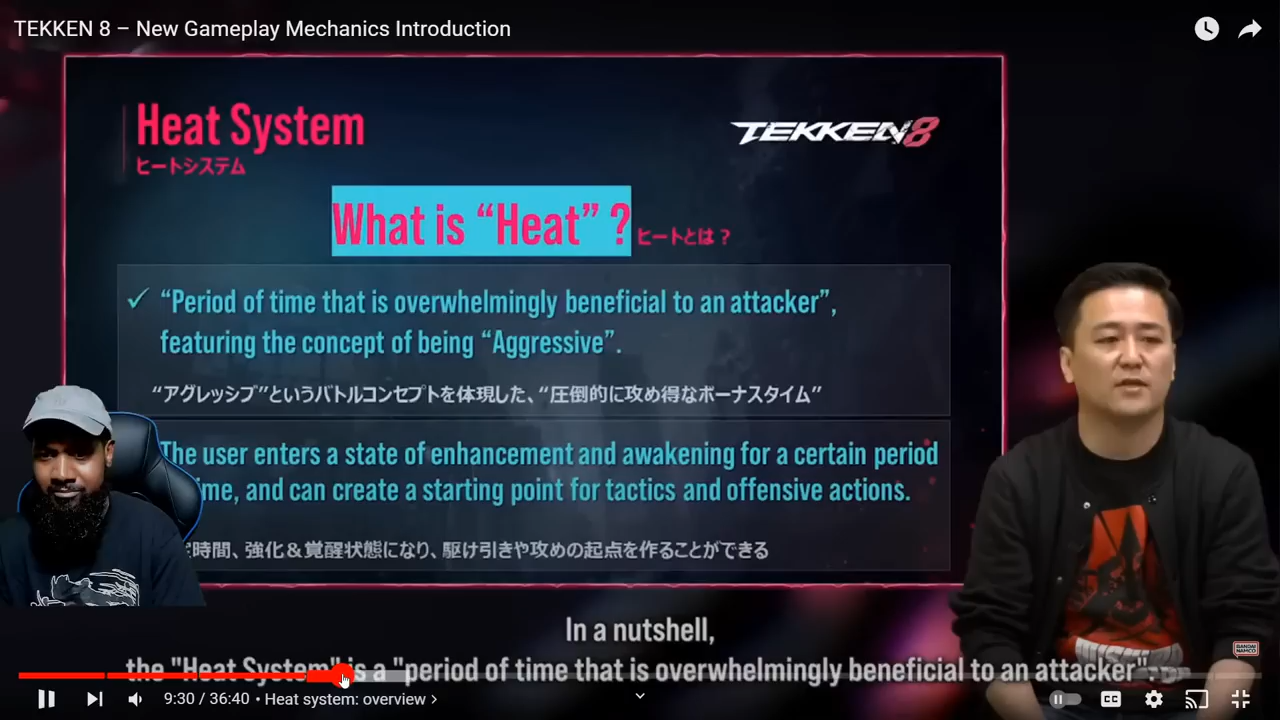 TEKKEN 8 – New Gameplay Mechanics Introduction
Heat System
ヒートシステム
TEKKEN 8
What is “Heat” ? ヒートとは？
“Period of time that is overwhelmingly beneficial to an attacker”,
featuring the concept of being “Aggressive”.
“アグレッシブ”というバトルコンセプトを体現した、“圧倒的に攻め得なボーナスタイム”
The user enters a state of enhancement and awakening for a certain period
and can create a starting point for tactics and offensive actions.
時間、強化＆覚醒状態になり、駆け引きや攻めの起点を作ることができる
In a nutshell,
the "Heat System" is a "period of time that is overwhelmingly beneficial to an attacker".
BANDAI NAMCO
9:30 / 36:40 • Heat system: overview ›
CC